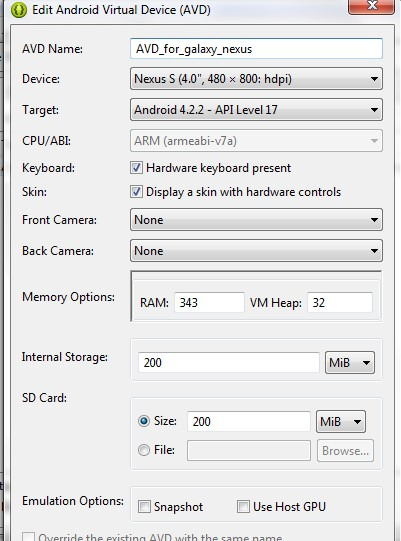 Edit Android Virtual Device (AVD)
AVD Name: AVD_for_galaxy_nexus
Device: Nexus S (4.0", 480 × 800: hdpi)
Target: Android 4.2.2 - API Level 17
CPU/ABI: ARM (armeabi-v7a)
Keyboard: Hardware keyboard present
Skin: Display a skin with hardware controls
Front Camera: None
Back Camera: None
Memory Options: RAM: 343 VM Heap: 32
Internal Storage: 200 MiB
SD Card:
Size: 200 MiB
File: Browse...
Emulation Options: Snapshot Use Host GPU
Override the existing AVD with the same name